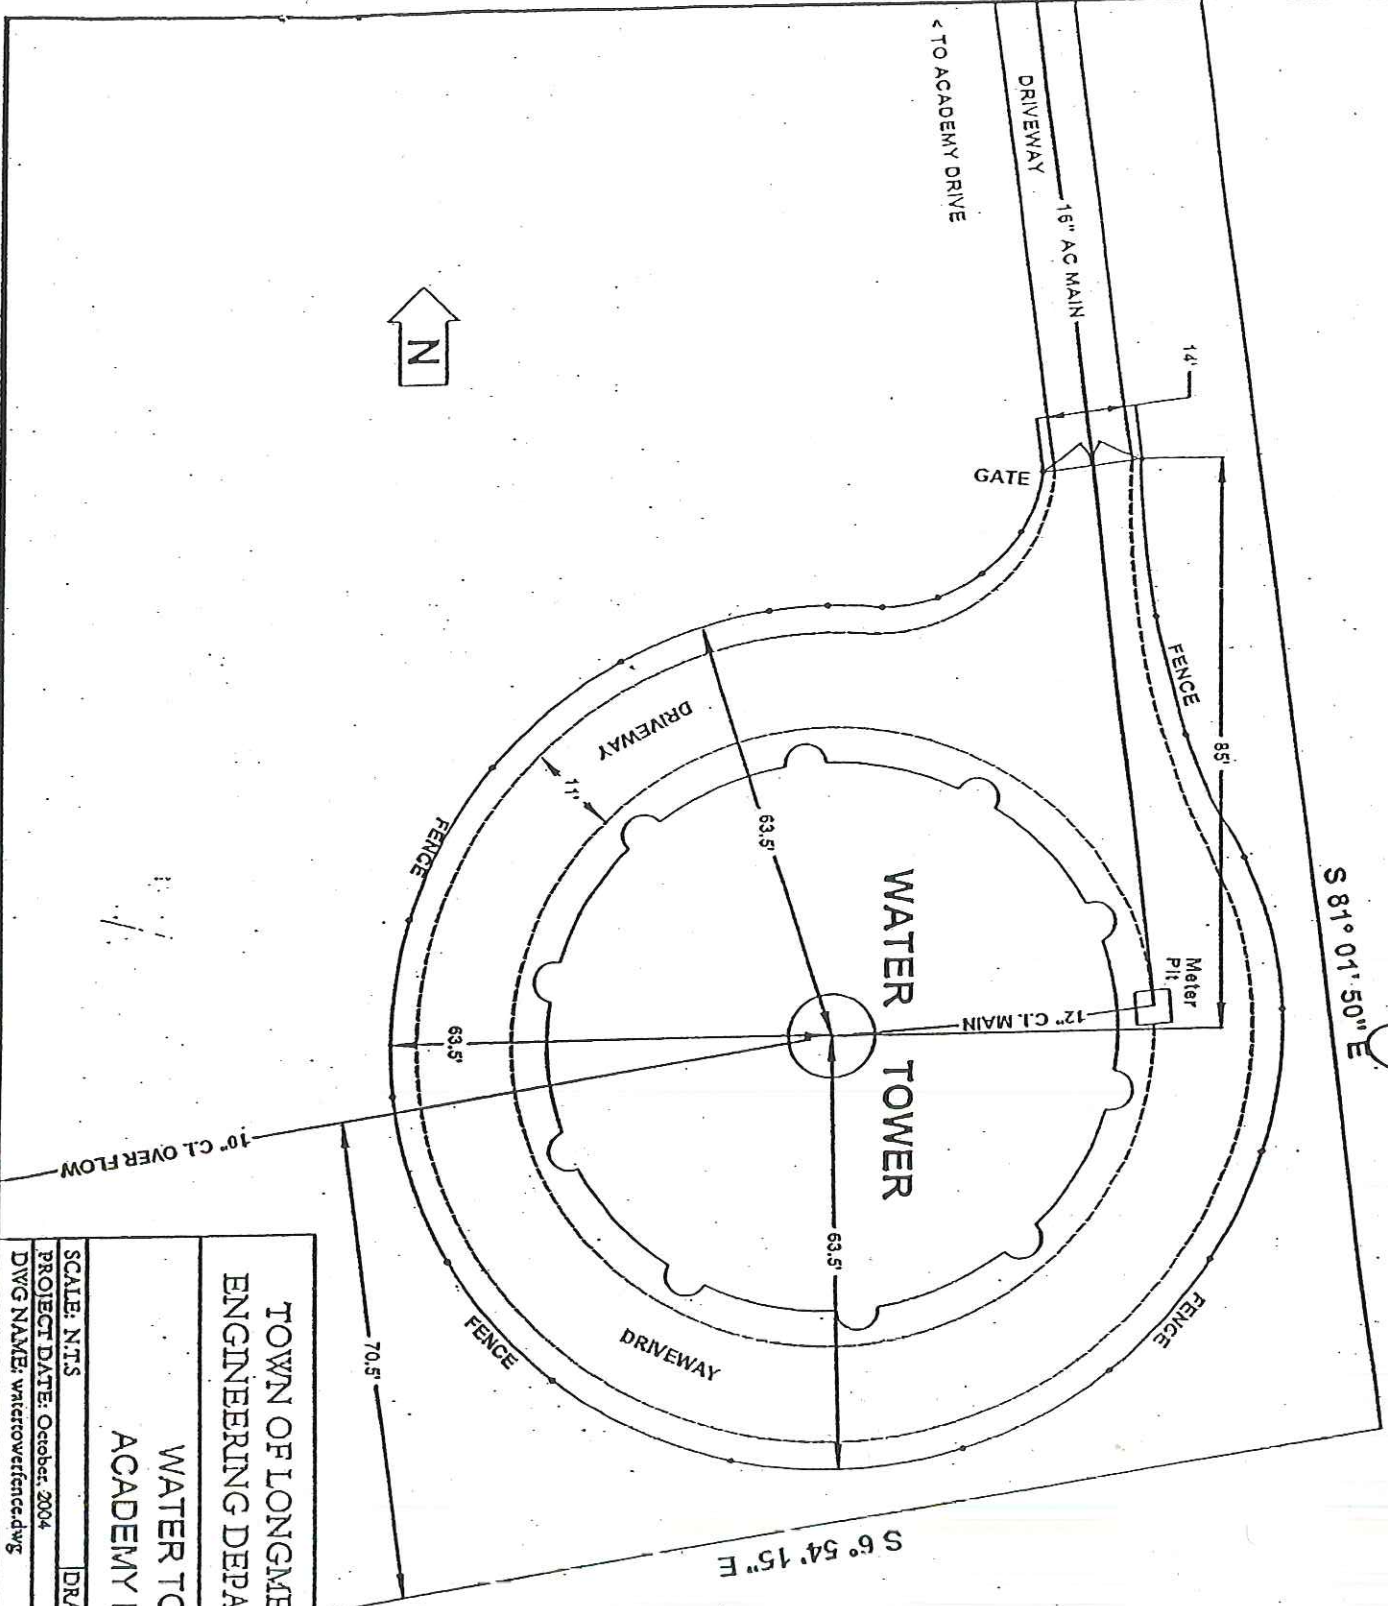 < TO ACADEMY DRIVE
DRIVEWAY
16" AC MAIN
14'
N
GATE
FENCE
85'
S 81° 01' 50" E
DRIVEWAY
11'
63.5'
FENCE
WATER TOWER
Meter
Pit
12" C.I. MAIN
63.5'
63.5'
10" C.I. OVER FLOW
70.5'
FENCE
DRIVEWAY
FENCE
S 6° 54' 15" E
TOWN OF LONGME
ENGINEERING DEPA
WATER TO
ACADEMY
SCALE: N.T.S
DRA
PROJECT DATE: October, 2004
DWG NAME: watertowerfence.dwg